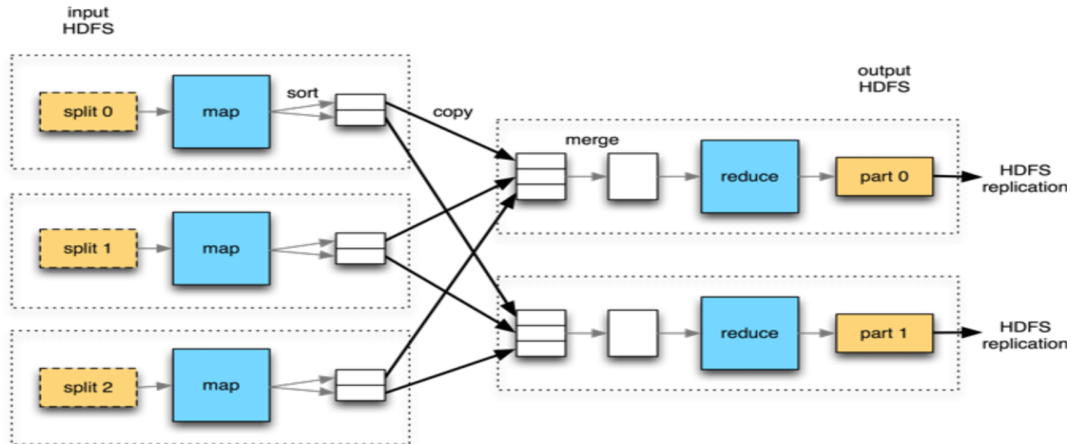 input
HDFS
output
HDFS
split 0
map
sort
copy
merge
reduce
part 0
HDFS
replication
split 1
map
split 2
map
reduce
part 1
HDFS
replication